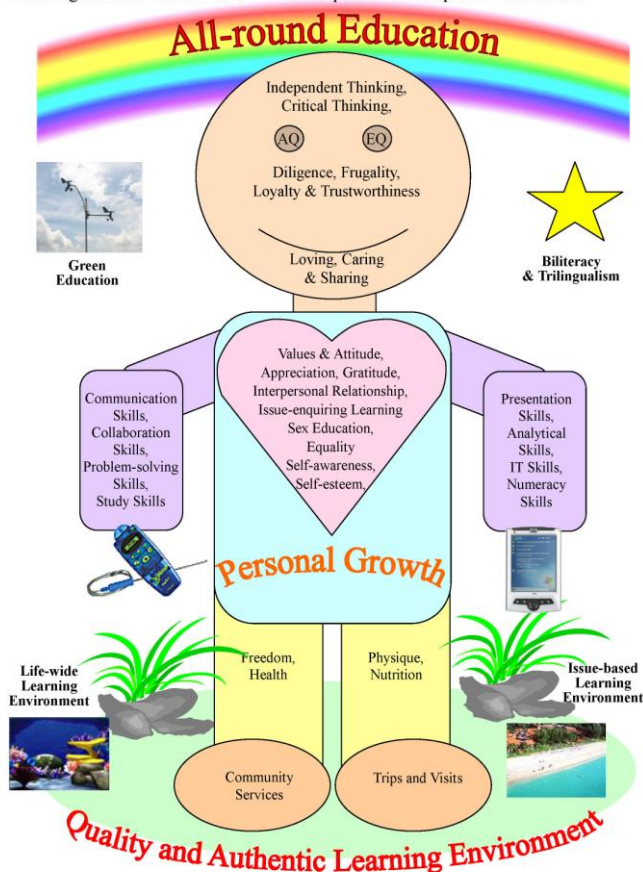 All-round Education
Independent Thinking,
Critical Thinking,
AQ
EQ
Diligence, Frugality,
Loyalty & Trustworthiness
Loving, Caring
& Sharing
Green
Education
Biliteracy
& Trilingualism
Values & Attitude,
Appreciation, Gratitude,
Interpersonal Relationship,
Issue-enquiring Learning
Sex Education,
Equality
Self-awareness,
Self-esteem,
Communication
Skills,
Collaboration
Skills,
Problem-solving
Skills,
Study Skills
Presentation
Skills,
Analytical
Skills,
IT Skills,
Numeracy
Skills
Personal Growth
Freedom,
Health
Physique,
Nutrition
Life-wide
Learning
Environment
Issue-based
Learning
Environment
Community
Services
Trips and Visits
Quality and Authentic Learning Environment